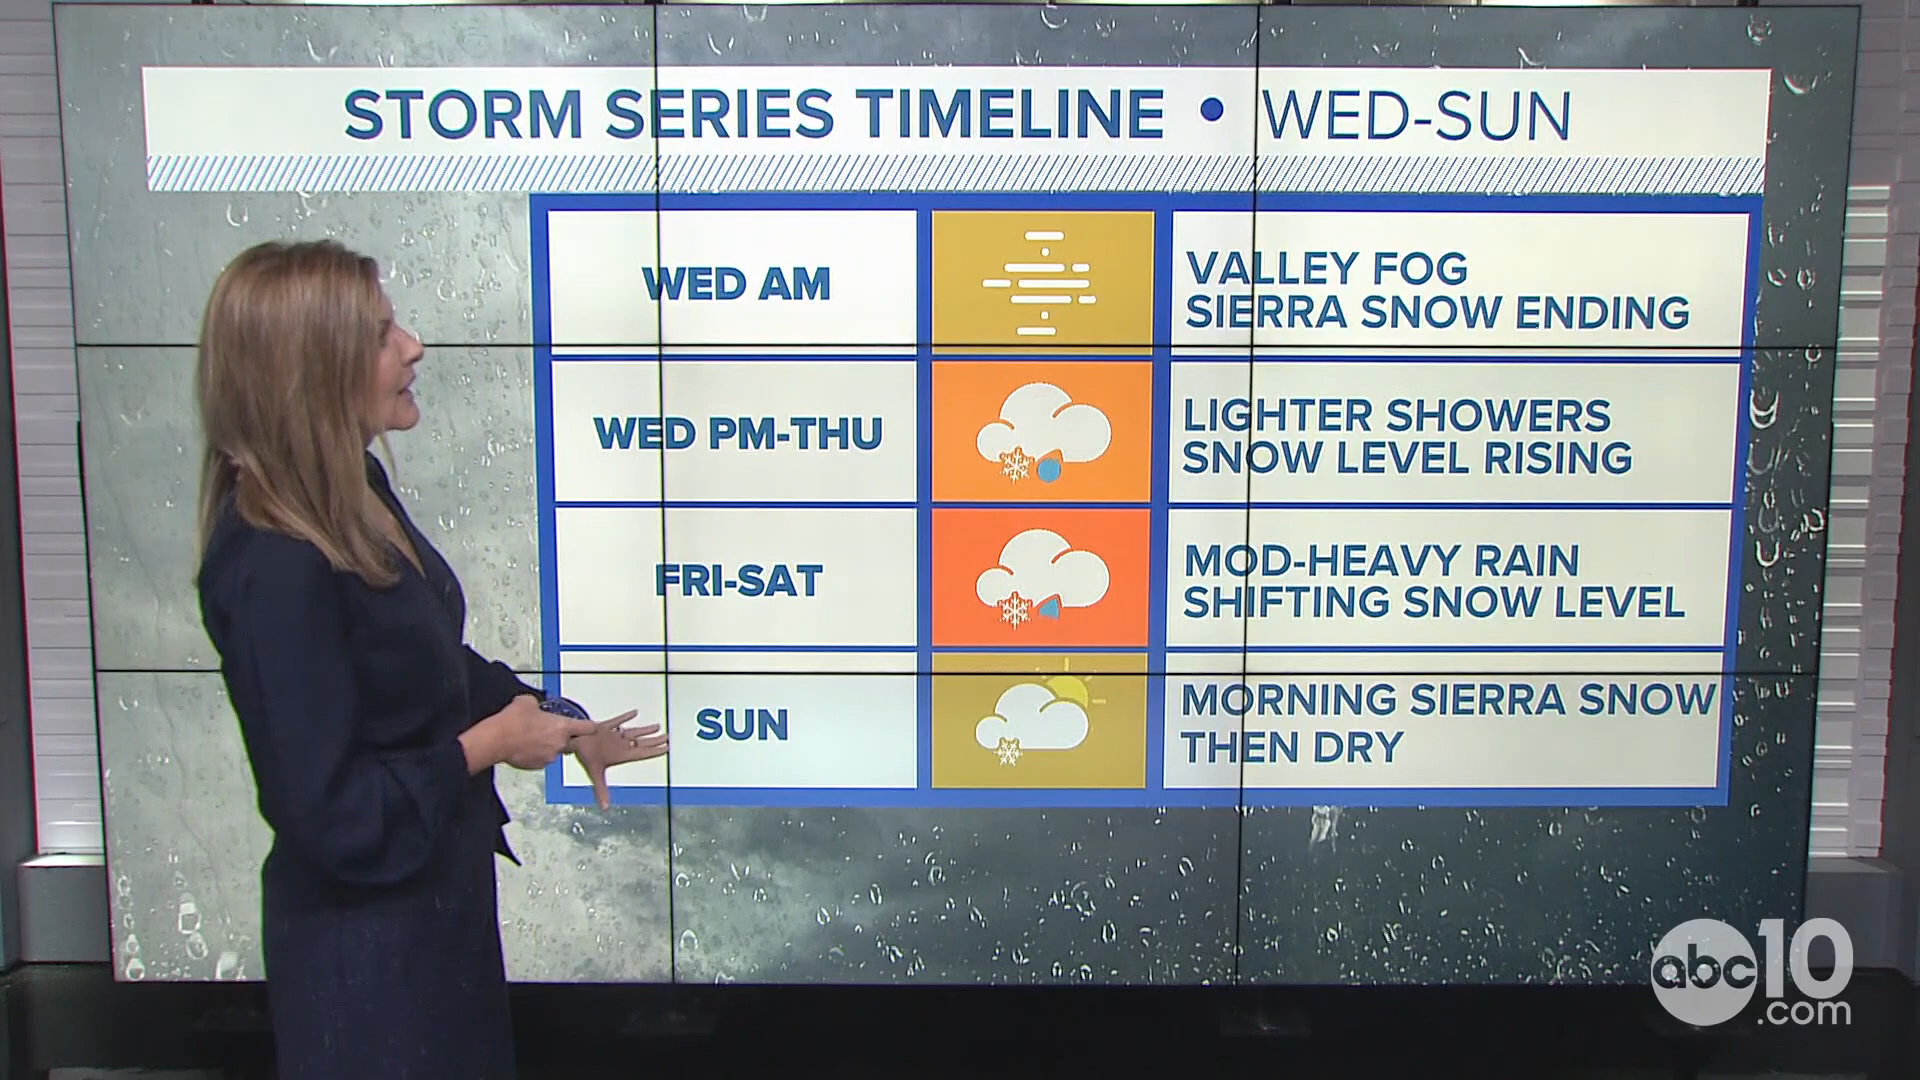 STORM SERIES TIMELINE • WED-SUN
WED AM
VALLEY FOG
SIERRA SNOW ENDING
WED PM-THU
LIGHTER SHOWERS
SNOW LEVEL RISING
FRI-SAT
MOD-HEAVY RAIN
SHIFTING SNOW LEVEL
SUN
MORNING SIERRA SNOW
THEN DRY
abc10
.com